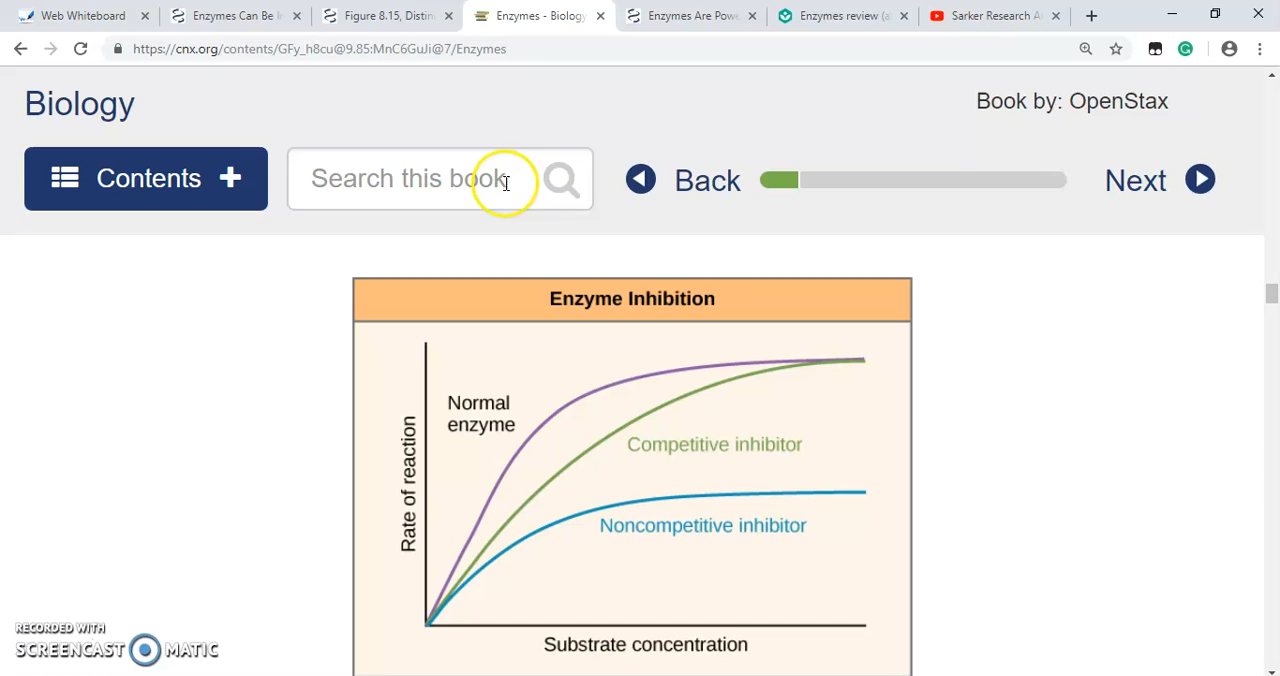 Web Whiteboard
Enzymes Can Be In
Figure 8.15, Distin
Enzymes - Biology
Enzymes Are Pow
Enzymes review (a
Sarker Research A
https://cnx.org/contents/GFy_h8cu@9.85:MnC6GuJi@7/Enzymes
Biology
Book by: OpenStax
Contents
Search this book
Back
Next
Enzyme Inhibition
Normal
enzyme
Competitive inhibitor
Noncompetitive inhibitor
Rate of reaction
Substrate concentration
RECORDED WITH
SCREENCAST MATIC